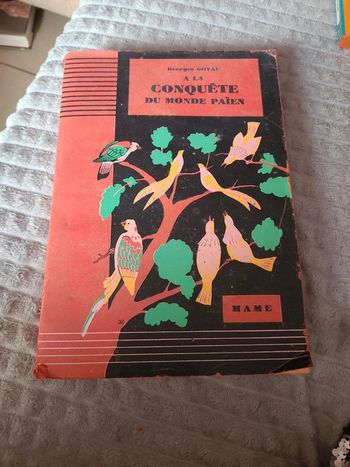 Georges GOYAU
A LA
CONQUÊTE
DU MONDE PAÏEN
MAME